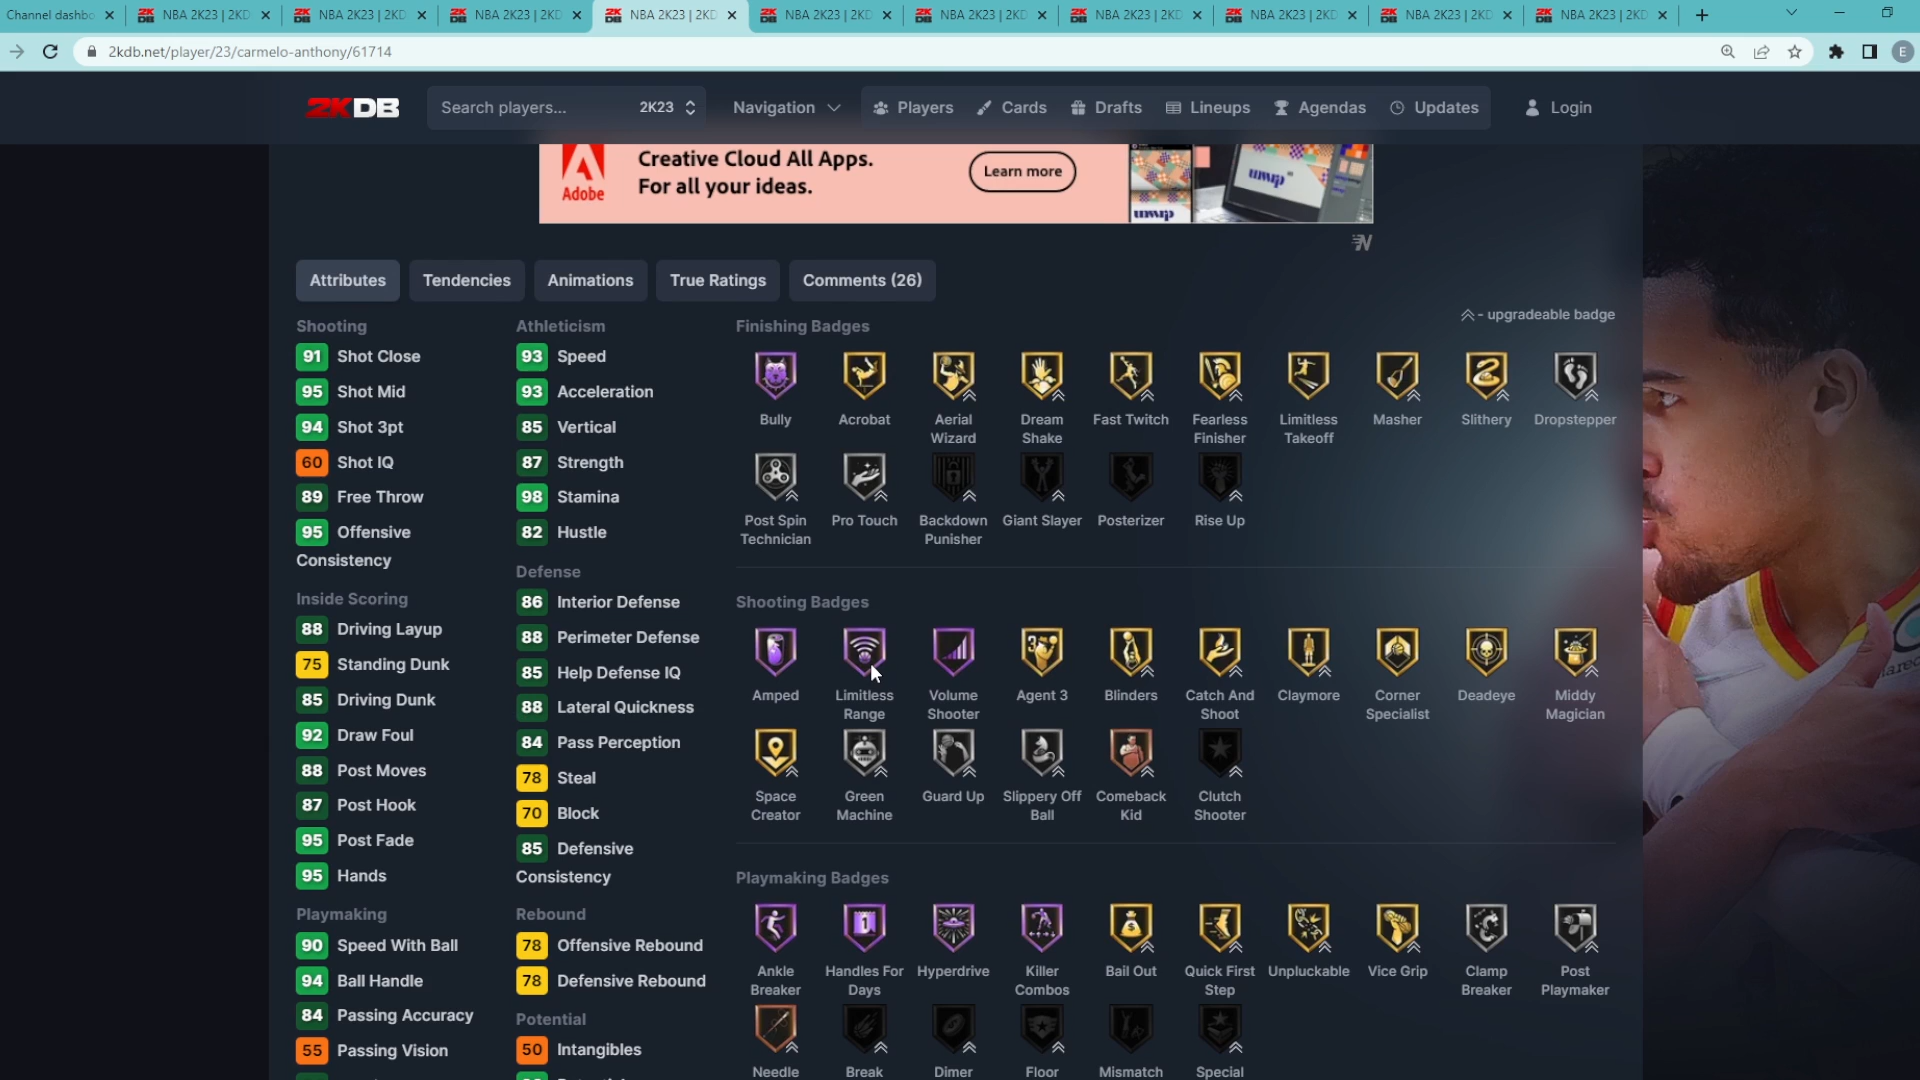 Channel dashbo
NBA 2K23 | 2KD
NBA 2K23 | 2KD
NBA 2K23 | 2KD
NBA 2K23 | 2KD
NBA 2K23 | 2KD
NBA 2K23 | 2KD
NBA 2K23 | 2KD
NBA 2K23 | 2KD
NBA 2K23 | 2KD
NBA 2K23 | 2KD
2kdb.net/player/23/carmelo-anthony/61714
E
2KDB
Search players...
2K23
Navigation
Players
Cards
Drafts
Lineups
Agendas
Updates
Login
Adobe
Creative Cloud All Apps.
For all your ideas.
Learn more
Attributes
Tendencies
Animations
True Ratings
Comments (26)
- upgradeable badge
Shooting
91 Shot Close
95 Shot Mid
94 Shot 3pt
60 Shot IQ
89 Free Throw
95 Offensive
Consistency
Inside Scoring
88 Driving Layup
75 Standing Dunk
85 Driving Dunk
92 Draw Foul
88 Post Moves
87 Post Hook
95 Post Fade
95 Hands
Playmaking
90 Speed With Ball
94 Ball Handle
84 Passing Accuracy
55 Passing Vision
Athleticism
93 Speed
93 Acceleration
85 Vertical
87 Strength
98 Stamina
82 Hustle
Defense
86 Interior Defense
88 Perimeter Defense
85 Help Defense IQ
88 Lateral Quickness
84 Pass Perception
78 Steal
70 Block
85 Defensive
Consistency
Rebound
78 Offensive Rebound
78 Defensive Rebound
Potential
50 Intangibles
Finishing Badges
Bully
Acrobat
Aerial
Wizard
Dream
Shake
Fast Twitch
Fearless
Finisher
Limitless
Takeoff
Masher
Slithery
Dropstepper
Post Spin
Technician
Pro Touch
Backdown
Punisher
Giant Slayer
Posterizer
Rise Up
Shooting Badges
Amped
Limitless
Range
Volume
Shooter
Agent 3
Blinders
Catch And
Shoot
Claymore
Corner
Specialist
Deadeye
Middy
Magician
Space
Creator
Green
Machine
Guard Up
Slippery Off
Ball
Comeback
Kid
Clutch
Shooter
Playmaking Badges
Ankle
Breaker
Handles For
Days
Hyperdrive
Killer
Combos
Bail Out
Quick First
Step
Unpluckable
Vice Grip
Clamp
Breaker
Post
Playmaker
Needle
Break
Dimer
Floor
Mismatch
Special